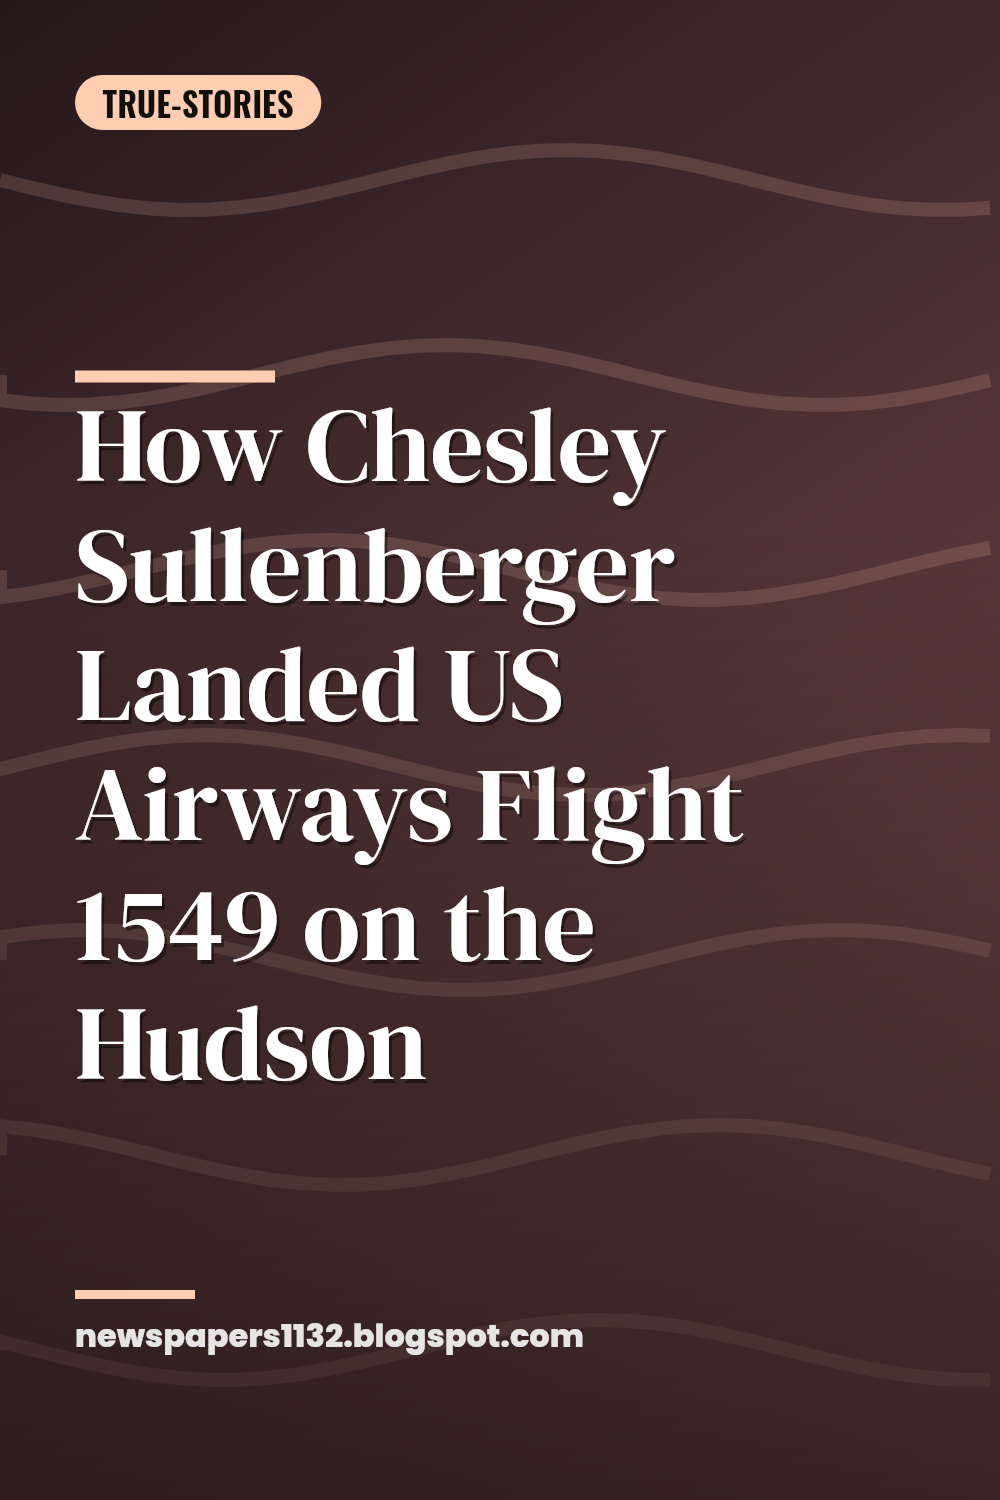 TRUE-STORIES
How Chesley
Sullenberger
Landed US
Airways Flight
1549 on the
Hudson
newspapers1132.blogspot.com